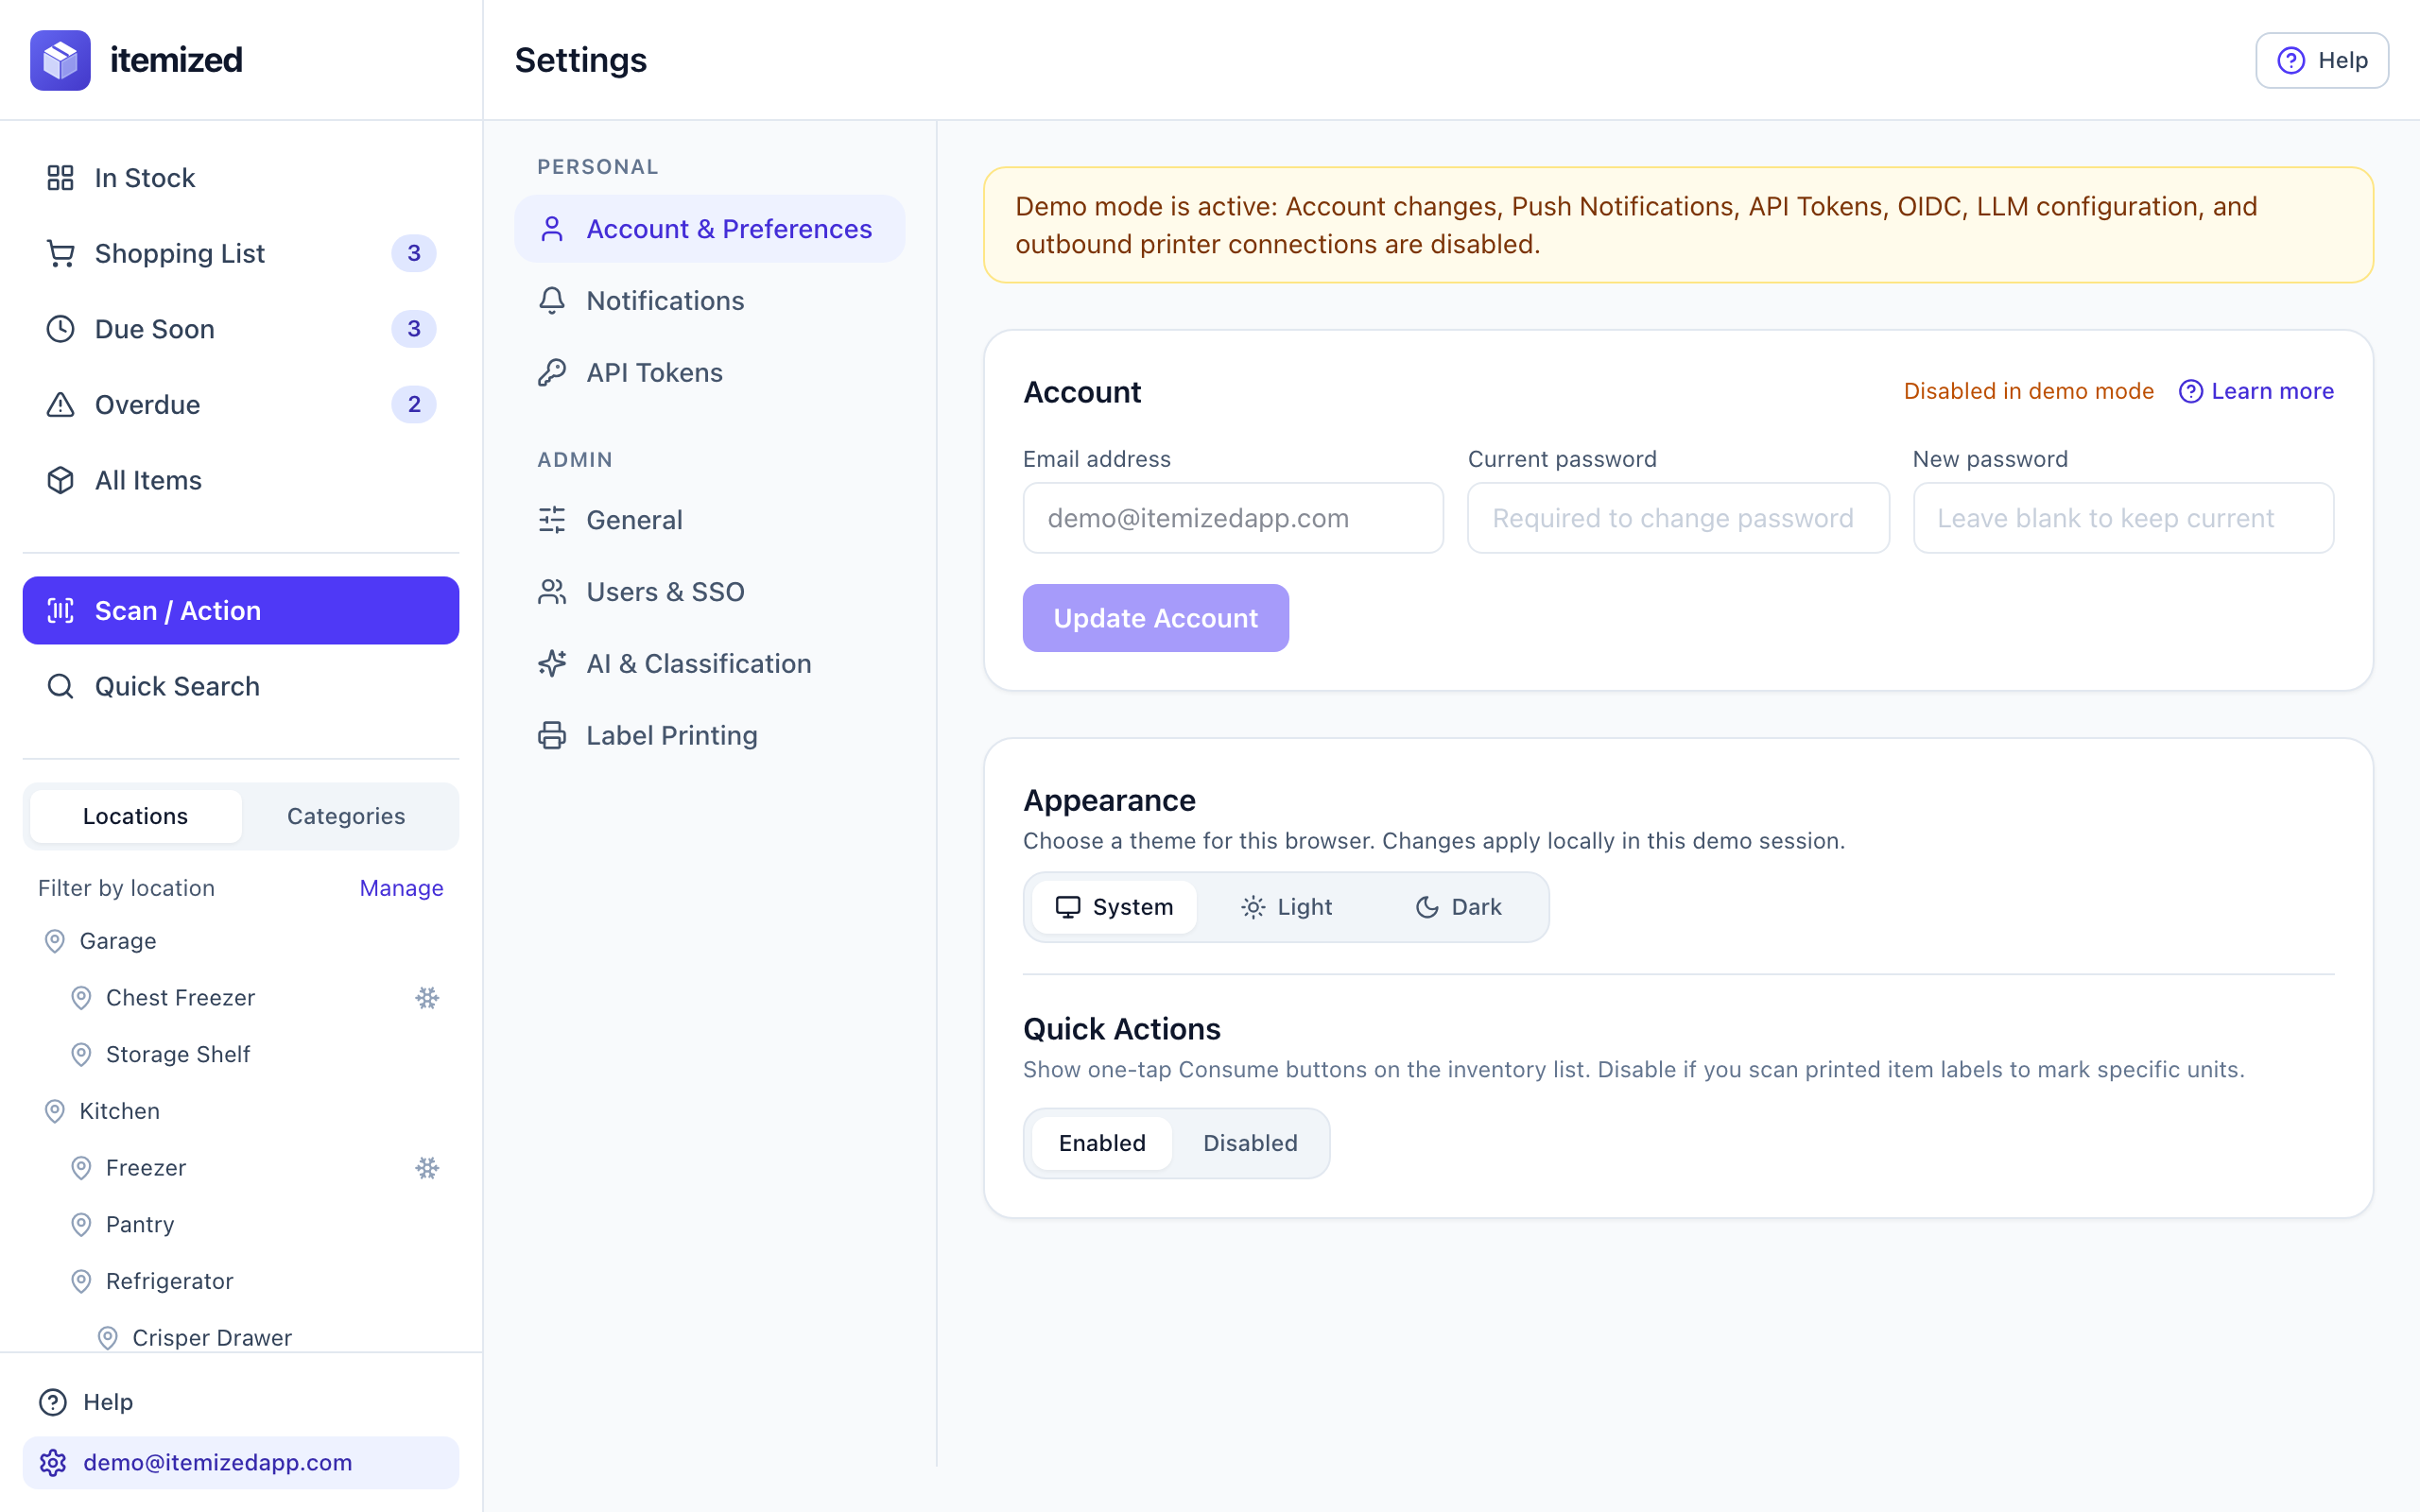 itemized
Settings
Help
In Stock
Shopping List
3
Due Soon
3
Overdue
2
All Items
Scan / Action
Quick Search
Locations
Categories
Filter by location
Manage
Garage
Chest Freezer
Storage Shelf
Kitchen
Freezer
Pantry
Refrigerator
Crisper Drawer
Help
demo@itemizedapp.com
PERSONAL
Account & Preferences
Notifications
API Tokens
ADMIN
General
Users & SSO
AI & Classification
Label Printing
Demo mode is active: Account changes, Push Notifications, API Tokens, OIDC, LLM configuration, and
outbound printer connections are disabled.
Account
Disabled in demo mode
Learn more
Email address
Current password
New password
demo@itemizedapp.com
Required to change password
Leave blank to keep current
Update Account
Appearance
Choose a theme for this browser. Changes apply locally in this demo session.
System
Light
Dark
Quick Actions
Show one-tap Consume buttons on the inventory list. Disable if you scan printed item labels to mark specific units.
Enabled
Disabled